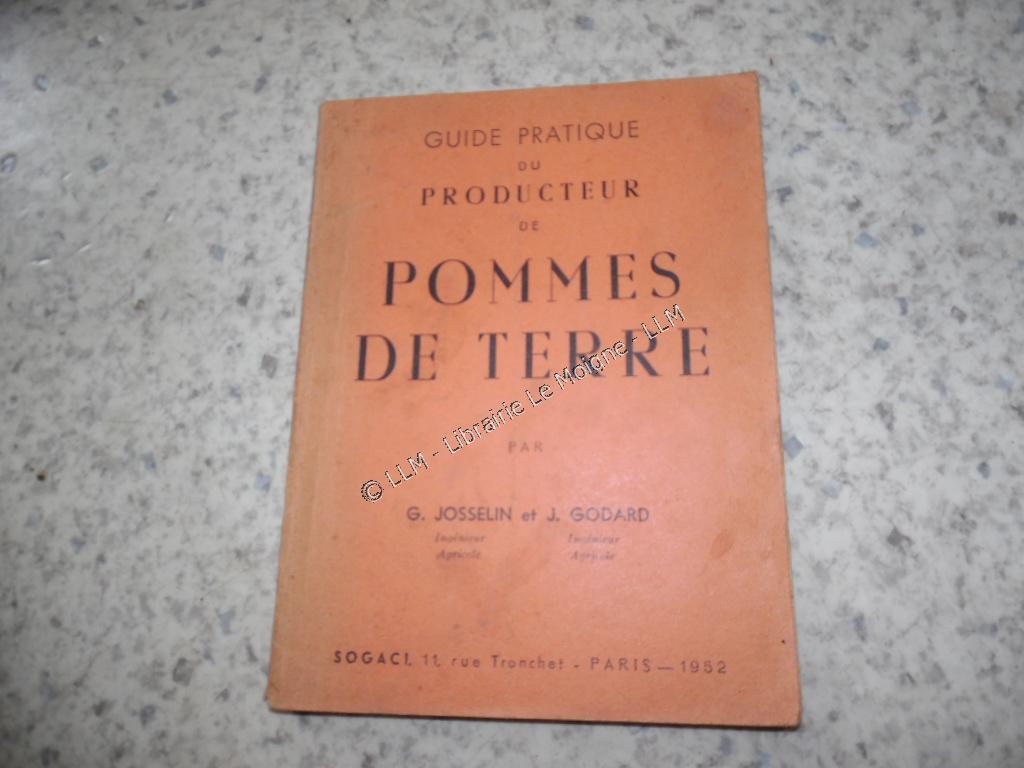 GUIDE PRATIQUE
DU
PRODUCTEUR
DE
POMMES
DE TERRE
© LLM - Librairie Le Moigne - LLM
PAR
G. JOSSELIN et J. GODARD
Ingénieur Ingénieur
Agricole Agricole
SOGACI, 11, rue Tronchet - PARIS — 1952